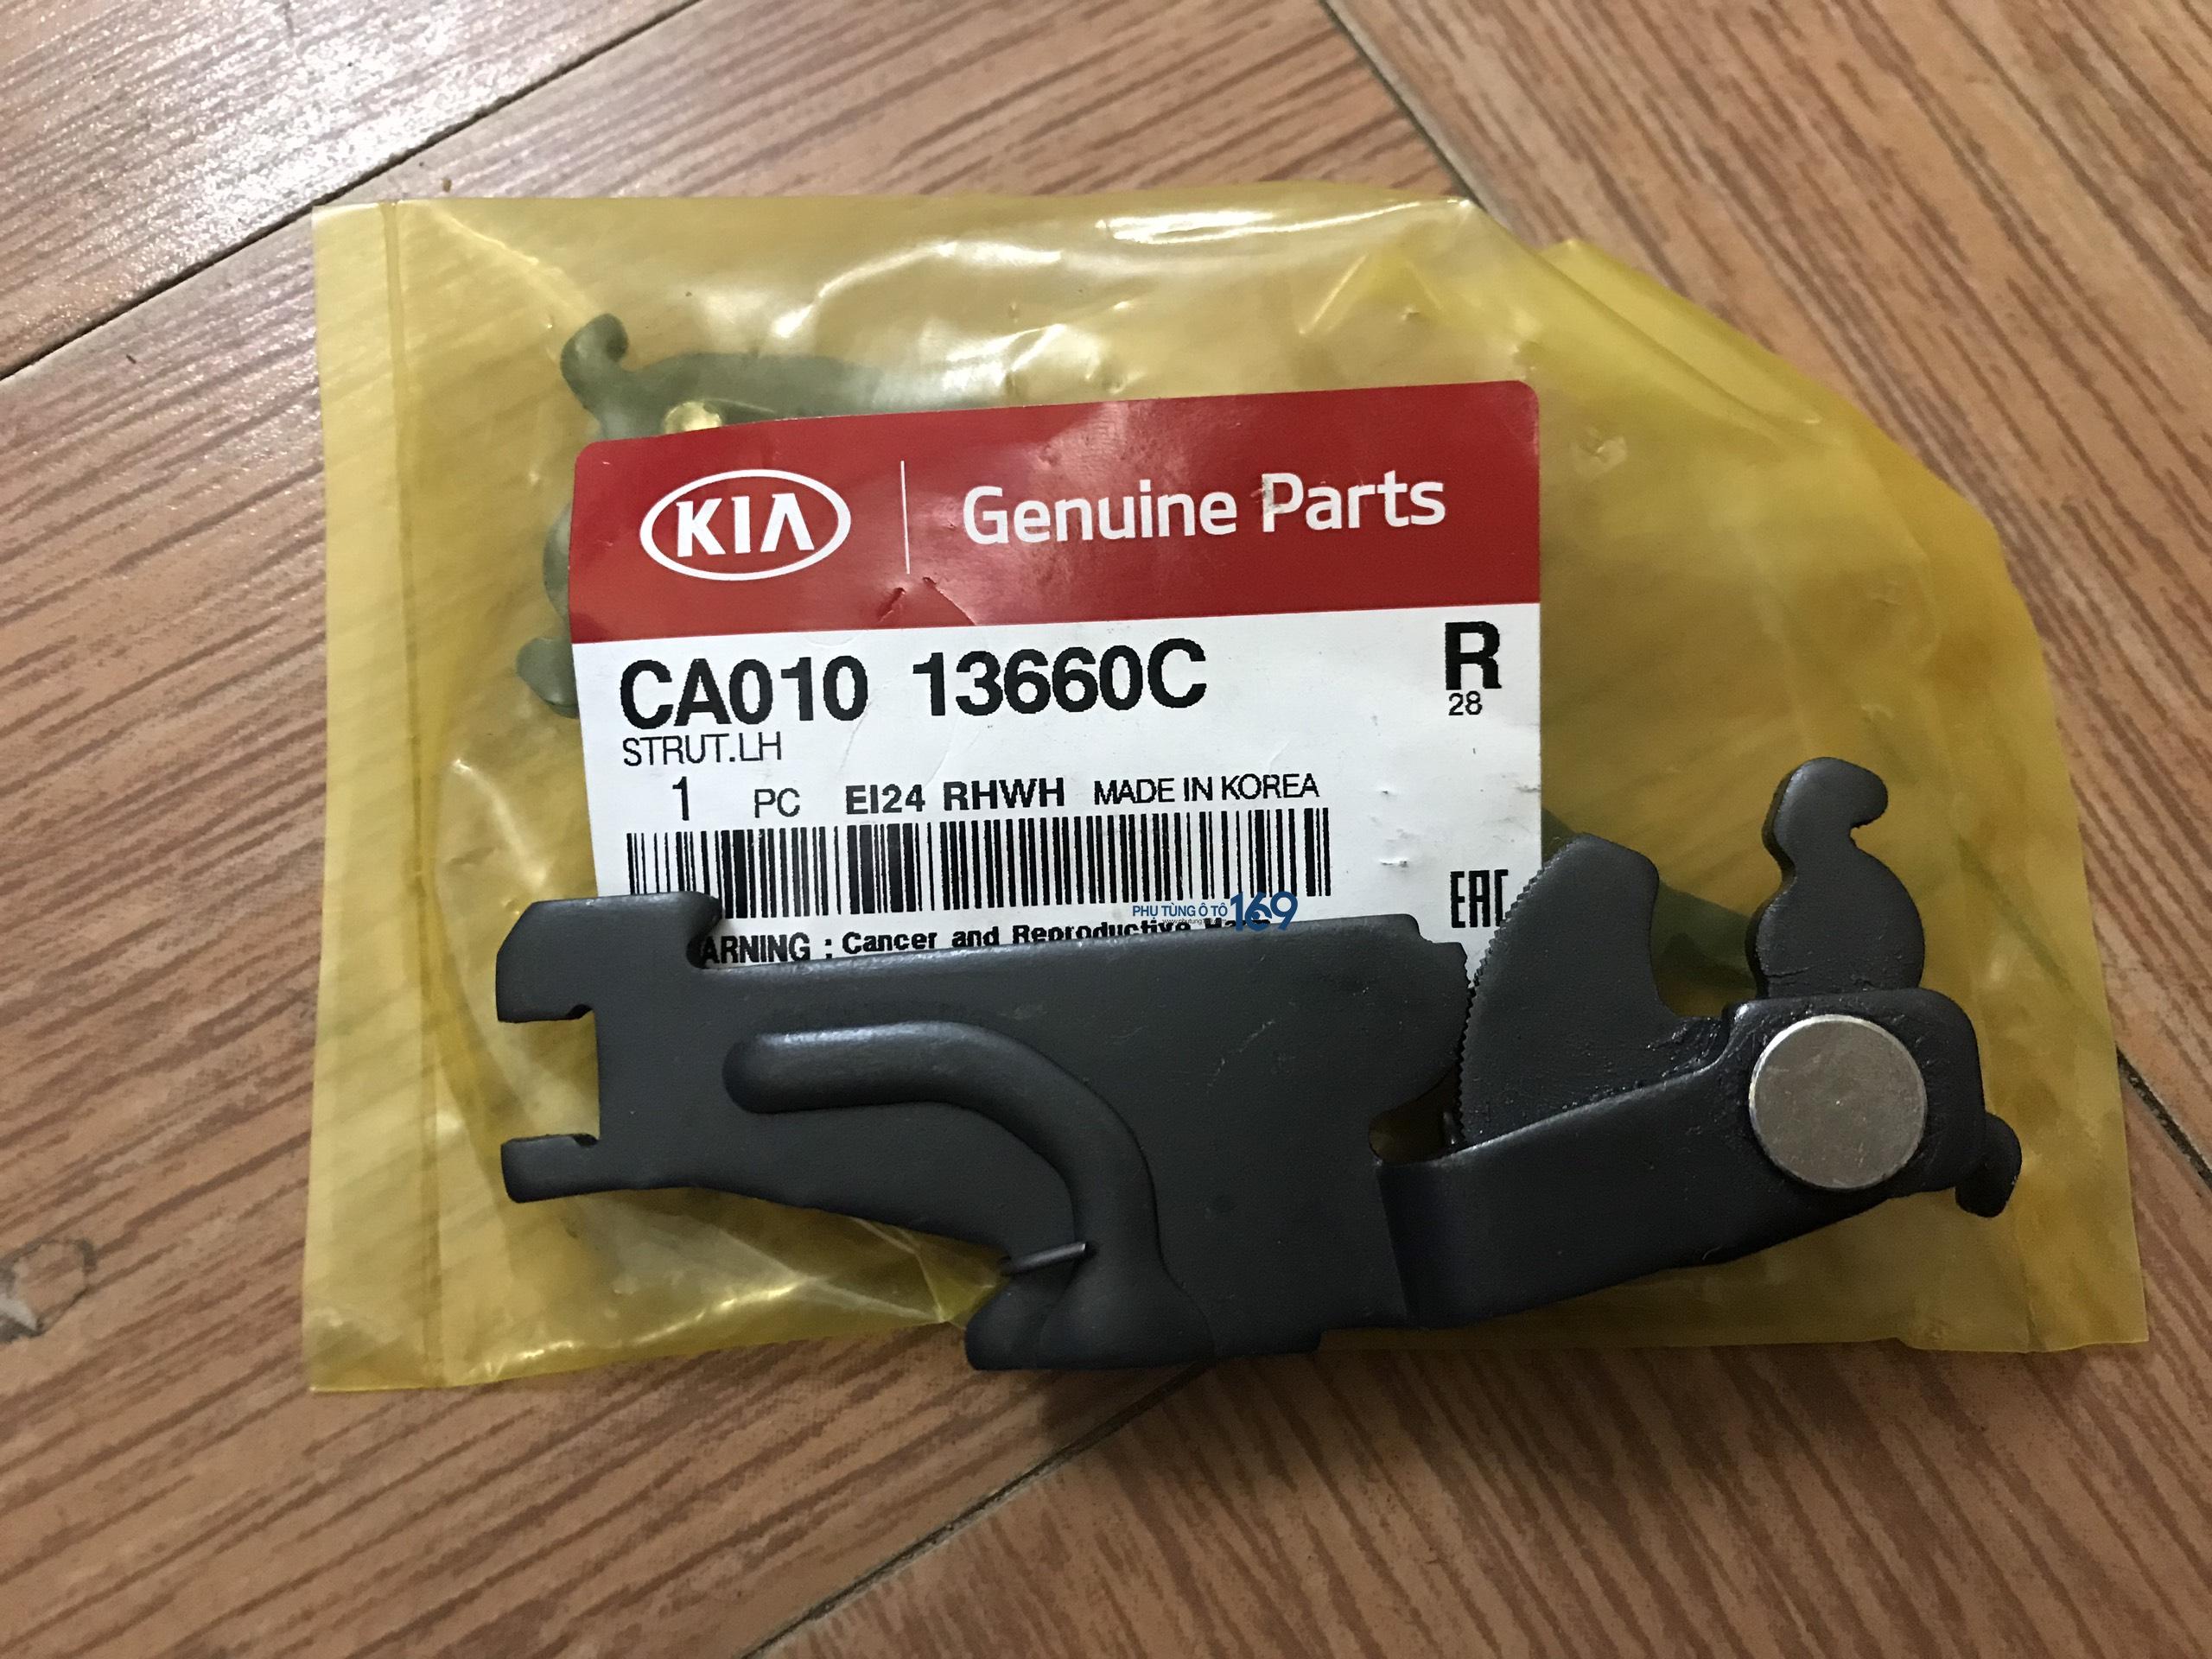 KIA Genuine Parts
CA010 13660C R
28
STRUT.LH
1 PC EI24 RHWH MADE IN KOREA
EAC
PHỤ TÙNG Ô TÔ 169
ARNING : Cancer and Reproductive